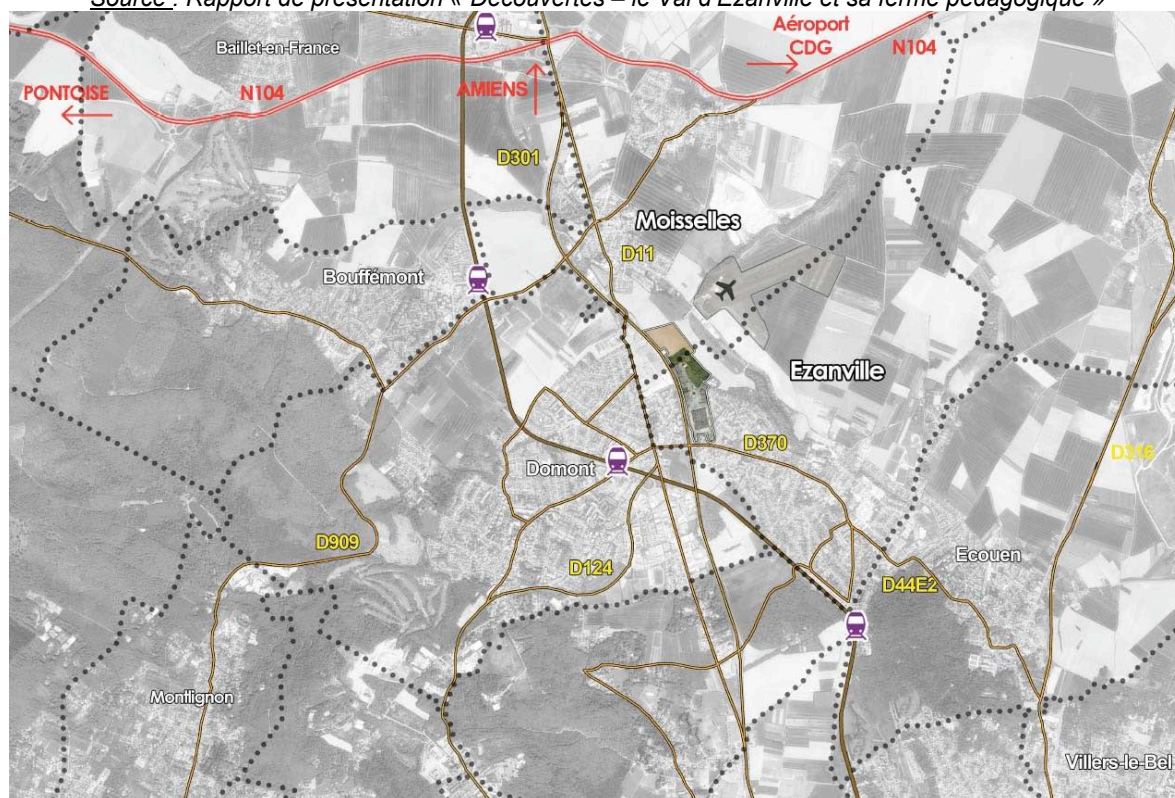 Source : Rapport de présentation « Découvertes – le Val d'Ezanville et sa ferme pédagogique »
Baillet-en-France
Aéroport
CDG
N104
PONTOISE
N104
AMIENS
D301
Moisselles
D11
Bouffémont
Ezanville
D370
Domont
D316
D909
D124
Ecouen
D44E2
Montlignon
Villiers-le-Bel